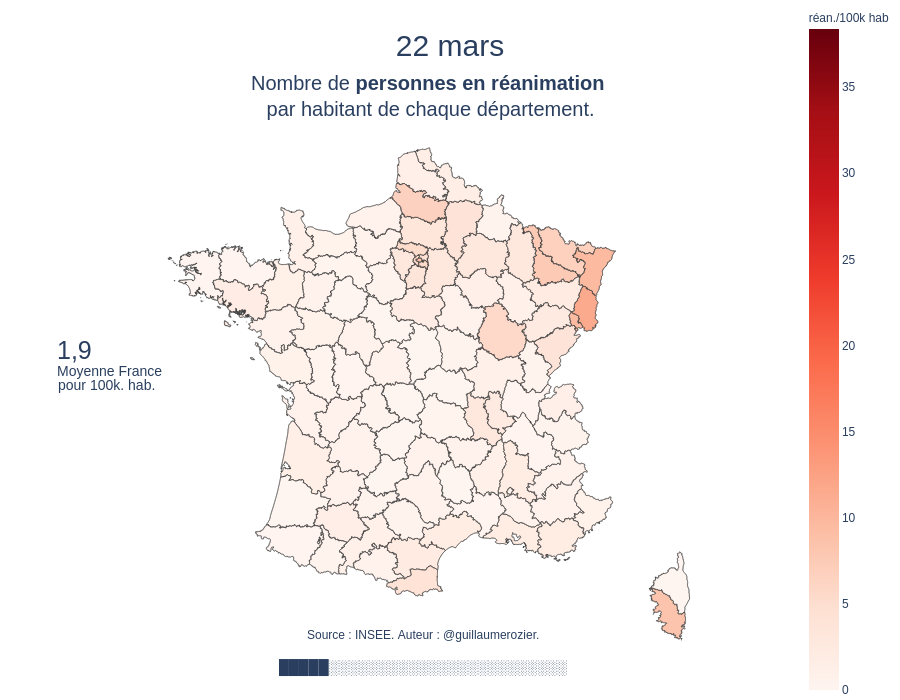 réan./100k hab
22 mars
Nombre de personnes en réanimation
par habitant de chaque département.
35
30
25
20
15
10
5
0
1,9
Moyenne France
pour 100k. hab.
Source : INSEE. Auteur : @guillaumerozier.